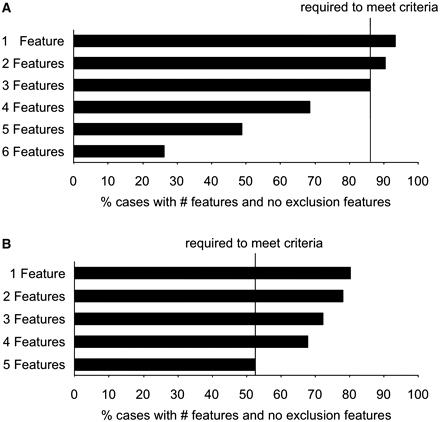 A
required to meet criteria
1 Feature
2 Features
3 Features
4 Features
5 Features
6 Features
0 10 20 30 40 50 60 70 80 90 100
% cases with # features and no exclusion features
B
required to meet criteria
1 Feature
2 Features
3 Features
4 Features
5 Features
0 10 20 30 40 50 60 70 80 90 100
% cases with # features and no exclusion features